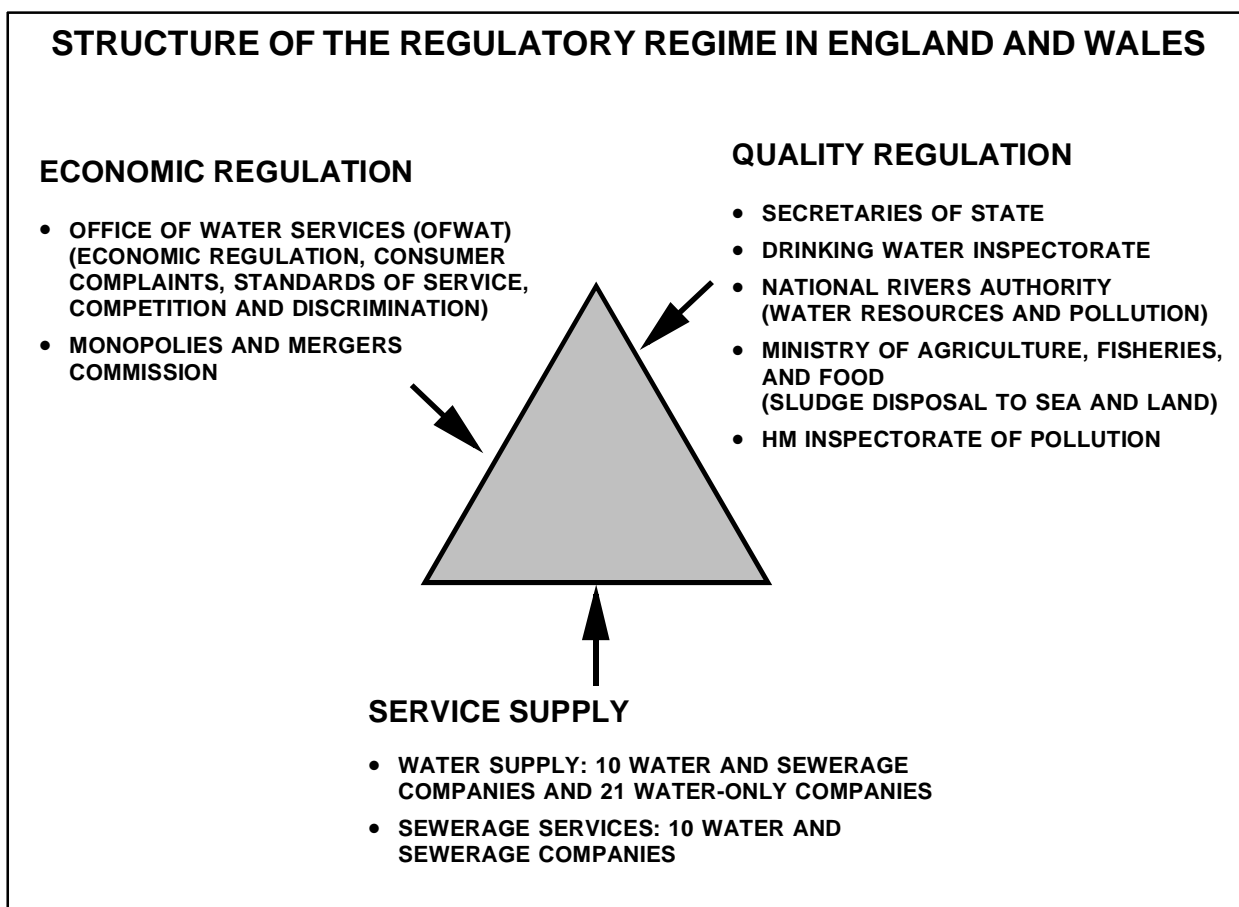 STRUCTURE OF THE REGULATORY REGIME IN ENGLAND AND WALES
ECONOMIC REGULATION
• OFFICE OF WATER SERVICES (OFWAT)
(ECONOMIC REGULATION, CONSUMER
COMPLAINTS, STANDARDS OF SERVICE,
COMPETITION AND DISCRIMINATION)
• MONOPOLIES AND MERGERS
COMMISSION
QUALITY REGULATION
• SECRETARIES OF STATE
• DRINKING WATER INSPECTORATE
• NATIONAL RIVERS AUTHORITY
(WATER RESOURCES AND POLLUTION)
• MINISTRY OF AGRICULTURE, FISHERIES,
AND FOOD
(SLUDGE DISPOSAL TO SEA AND LAND)
• HM INSPECTORATE OF POLLUTION
SERVICE SUPPLY
• WATER SUPPLY: 10 WATER AND SEWERAGE
COMPANIES AND 21 WATER-ONLY COMPANIES
• SEWERAGE SERVICES: 10 WATER AND
SEWERAGE COMPANIES